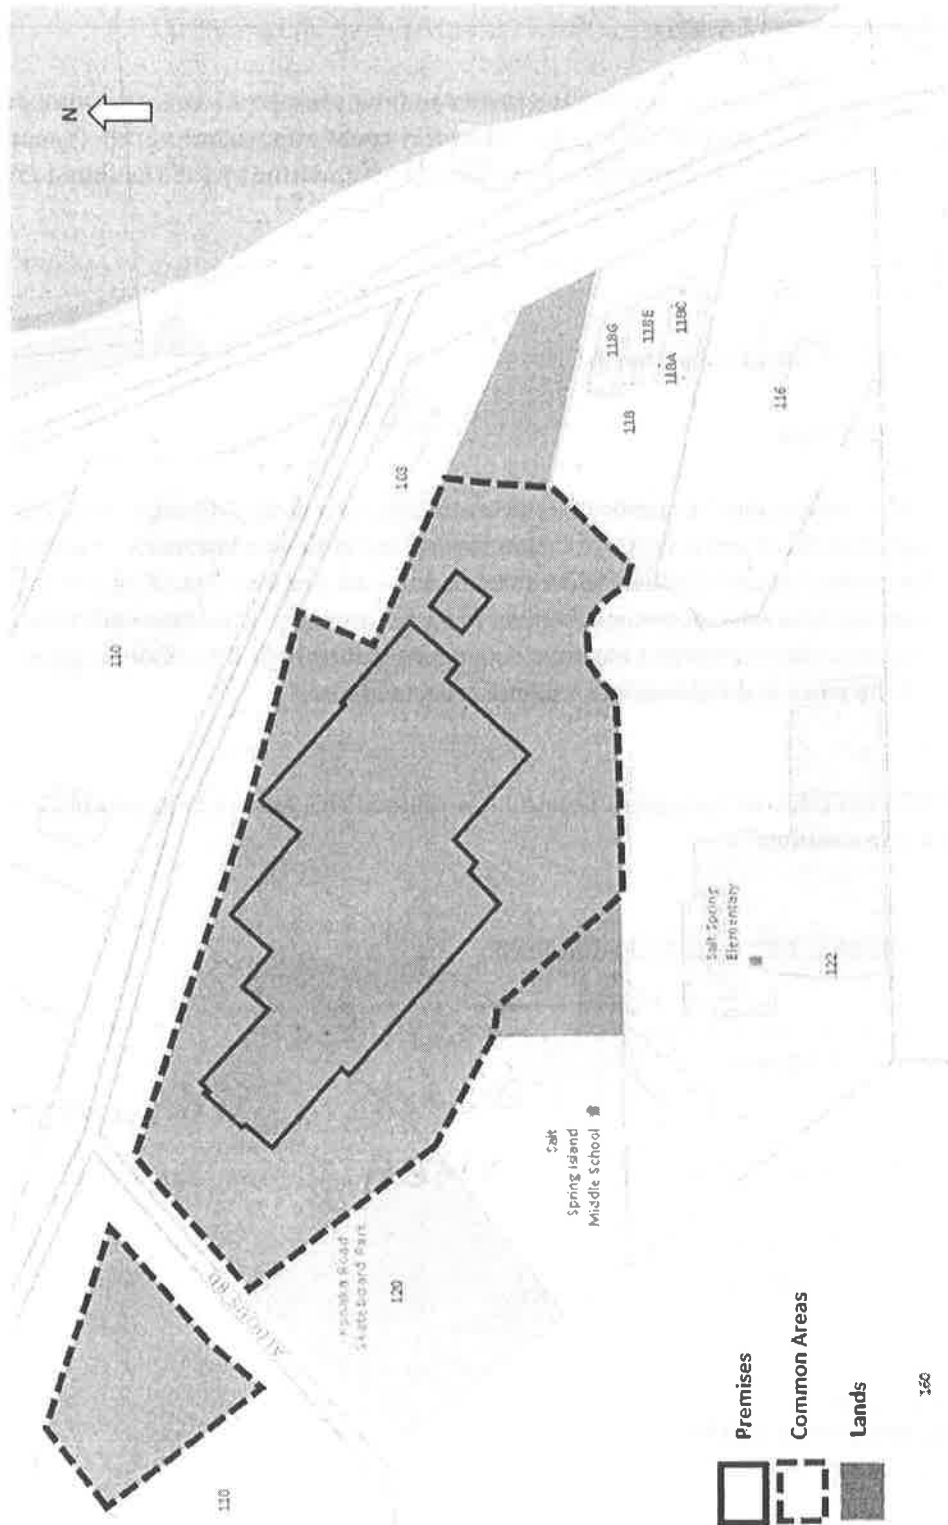 N
110
103
118G
118E
118C
118A
118
116
Salt Spring
Elementary
122
Salt
Spring Island
Middle School
Kanaka Road
Skateboard Park
120
110
160
Premises
Common Areas
Lands